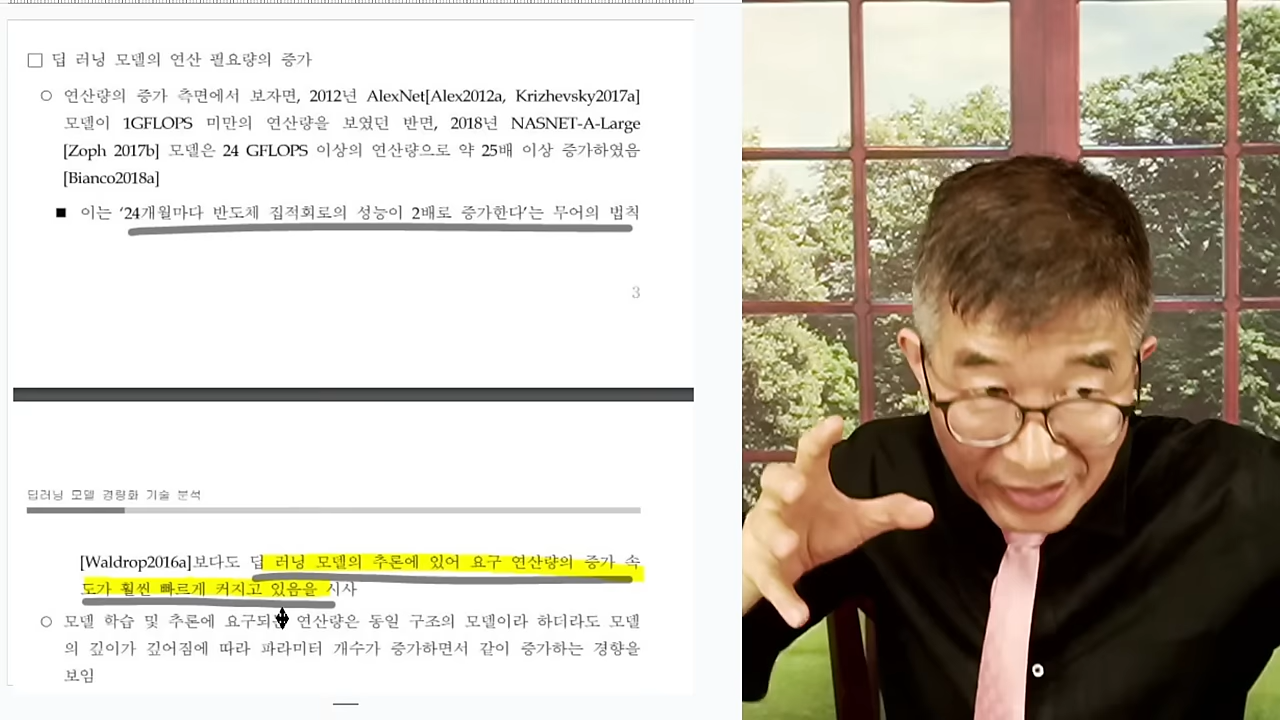 □ 딥 러닝 모델의 연산 필요량의 증가
○ 연산량의 증가 측면에서 보자면, 2012년 AlexNet[Alex2012a, Krizhevsky2017a]
모델이 1GFLOPS 미만의 연산량을 보였던 반면, 2018년 NASNET-A-Large
[Zoph 2017b] 모델은 24 GFLOPS 이상의 연산량으로 약 25배 이상 증가하였음
[Bianco2018a]
■ 이는 ‘24개월마다 반도체 집적회로의 성능이 2배로 증가한다’는 무어의 법칙
3
딥러닝 모델 경량화 기술 분석
[Waldrop2016a]보다도 딥 러닝 모델의 추론에 있어 요구 연산량의 증가 속
도가 훨씬 빠르게 커지고 있음을 시사
○ 모델 학습 및 추론에 요구되는 연산량은 동일 구조의 모델이라 하더라도 모델
의 깊이가 깊어짐에 따라 파라미터 개수가 증가하면서 같이 증가하는 경향을
보임